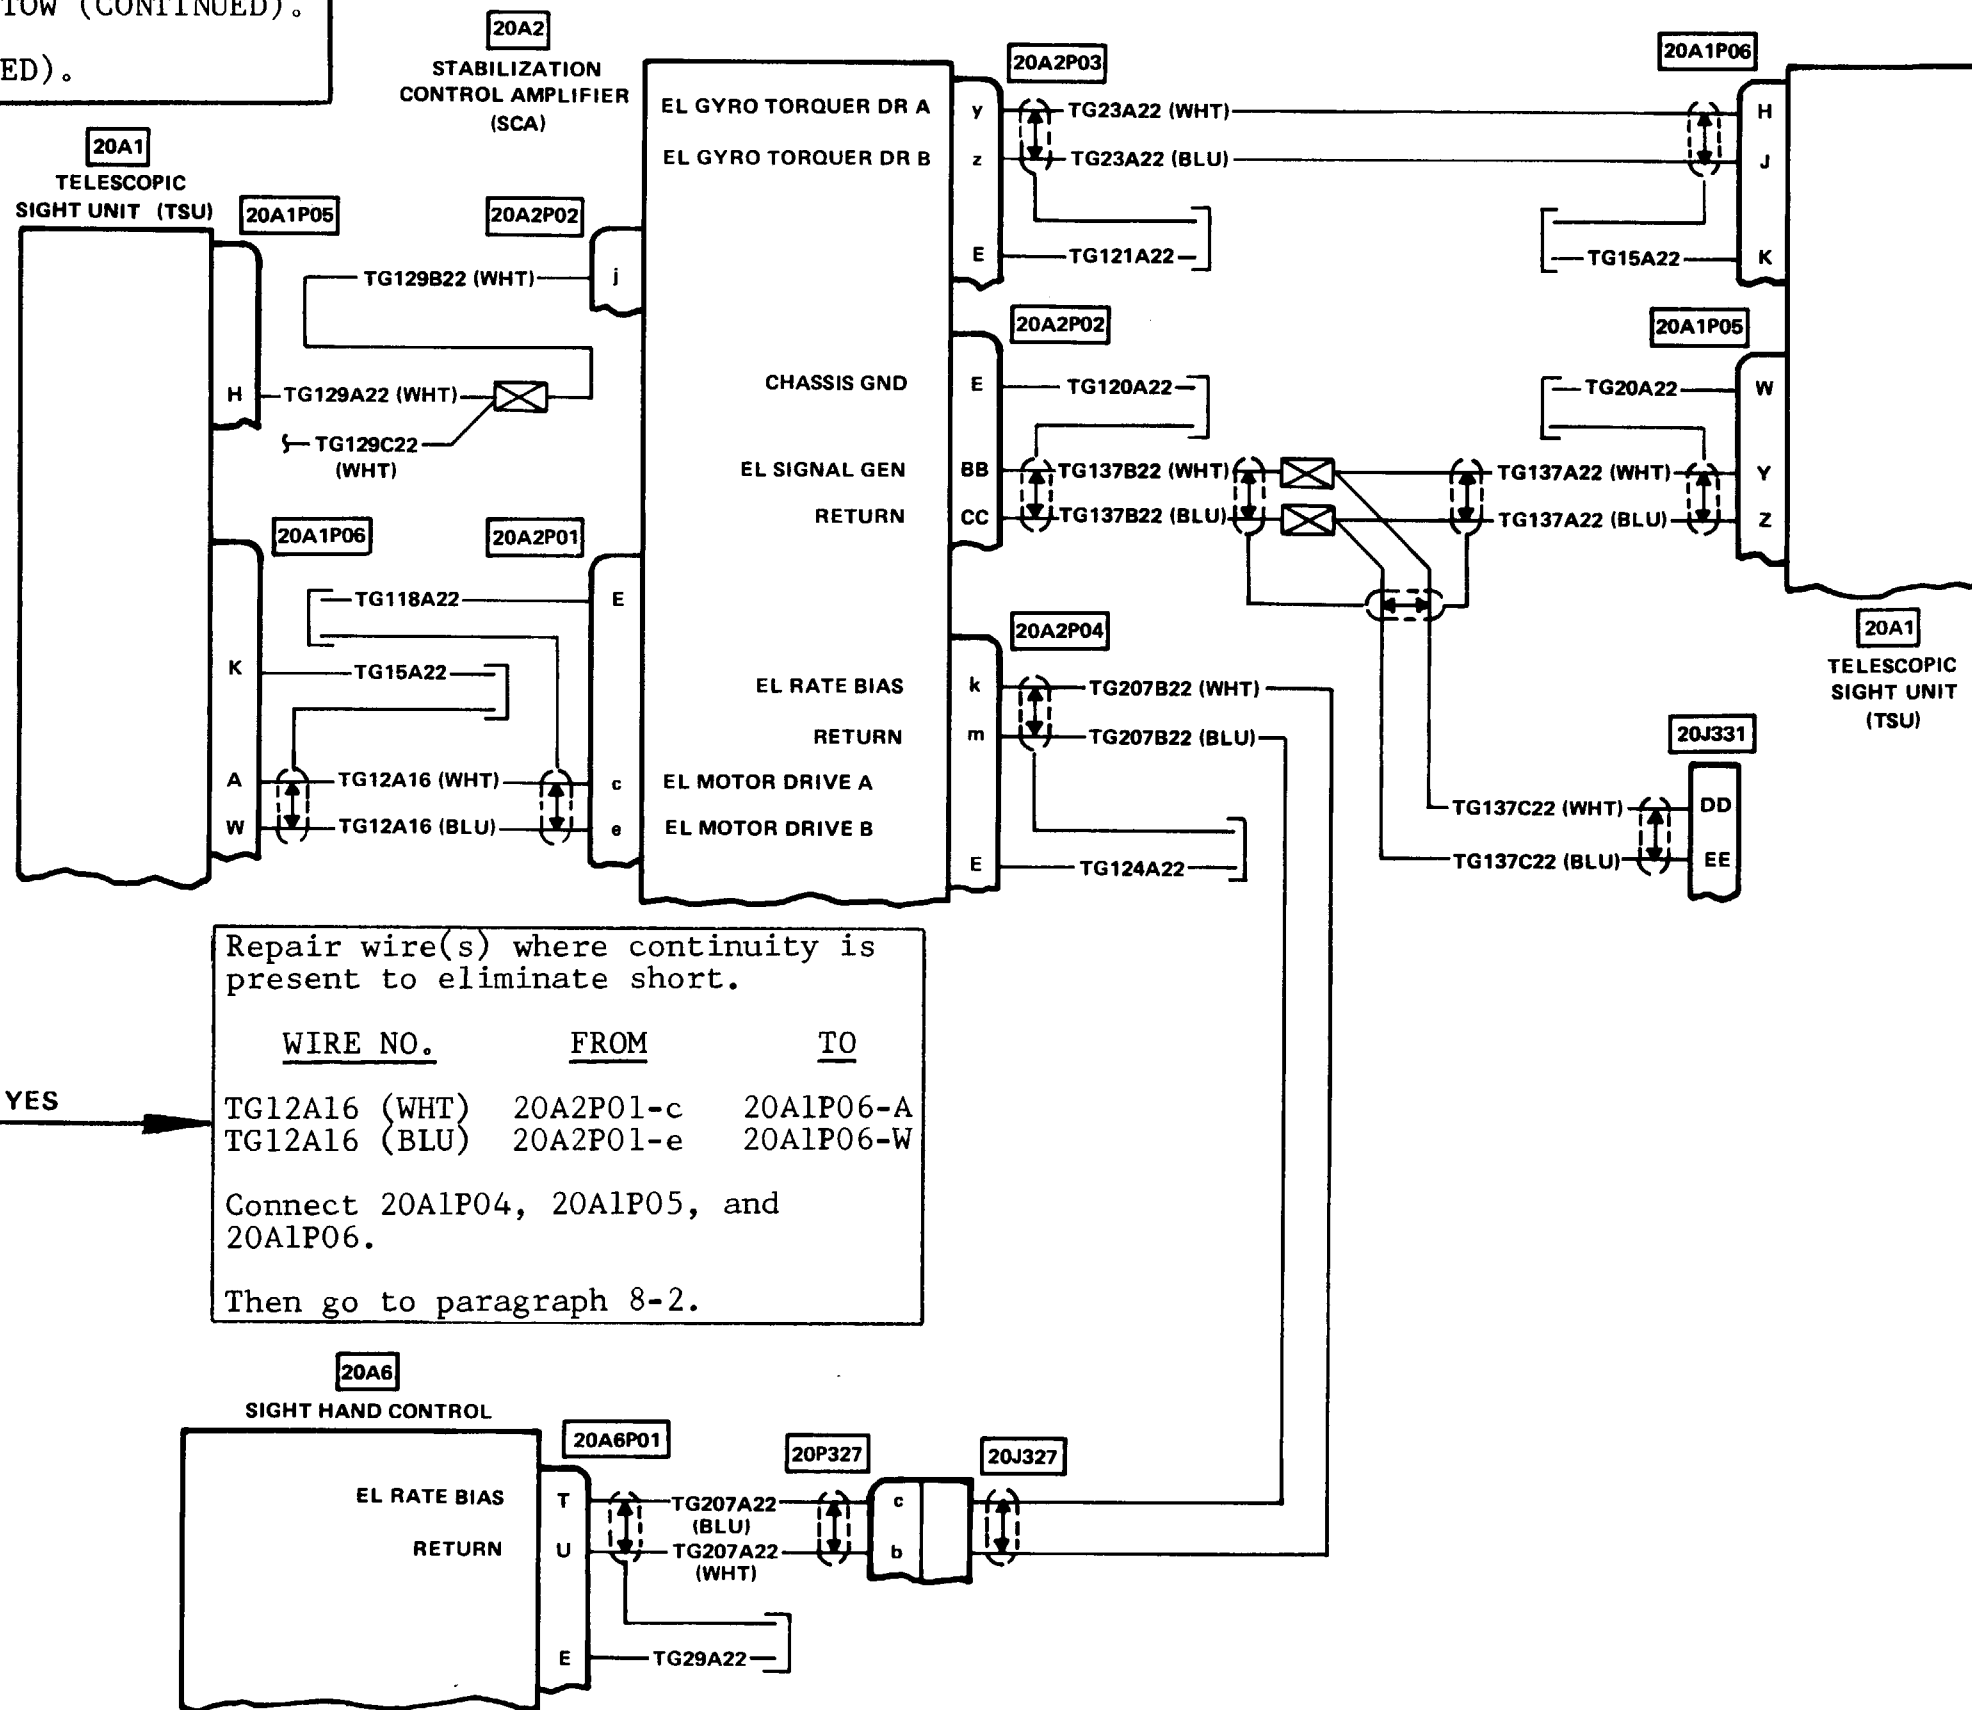 TOW (CONTINUED).
ED).
20A2
STABILIZATION
CONTROL AMPLIFIER
(SCA)
20A1
TELESCOPIC
SIGHT UNIT (TSU)
20A1P05
H
TG129A22 (WHT)
TG129C22
(WHT)
20A2P02
TG129B22 (WHT)
j
20A1P06
20A2P01
TG118A22
E
K
TG15A22
A
TG12A16 (WHT)
c
EL MOTOR DRIVE A
W
TG12A16 (BLU)
e
EL MOTOR DRIVE B
20A2P03
EL GYRO TORQUER DR A
y
TG23A22 (WHT)
EL GYRO TORQUER DR B
z
TG23A22 (BLU)
E
TG121A22
20A1P06
H
J
TG15A22
K
20A2P02
CHASSIS GND
E
TG120A22
EL SIGNAL GEN
BB
TG137B22 (WHT)
RETURN
CC
TG137B22 (BLU)
20A1P05
TG20A22
W
TG137A22 (WHT)
Y
TG137A22 (BLU)
Z
20A1
TELESCOPIC
SIGHT UNIT
(TSU)
20A2P04
EL RATE BIAS
k
TG207B22 (WHT)
RETURN
m
TG207B22 (BLU)
E
TG124A22
20J331
TG137C22 (WHT)
DD
TG137C22 (BLU)
EE
YES
Repair wire(s) where continuity is
present to eliminate short.
WIRE NO. FROM TO
TG12A16 (WHT) 20A2P01-c 20A1P06-A
TG12A16 (BLU) 20A2P01-e 20A1P06-W
Connect 20A1P04, 20A1P05, and
20A1P06.
Then go to paragraph 8-2.
20A6
SIGHT HAND CONTROL
20A6P01
20P327
20J327
EL RATE BIAS
T
TG207A22
(BLU)
c
RETURN
U
TG207A22
(WHT)
b
E
TG29A22